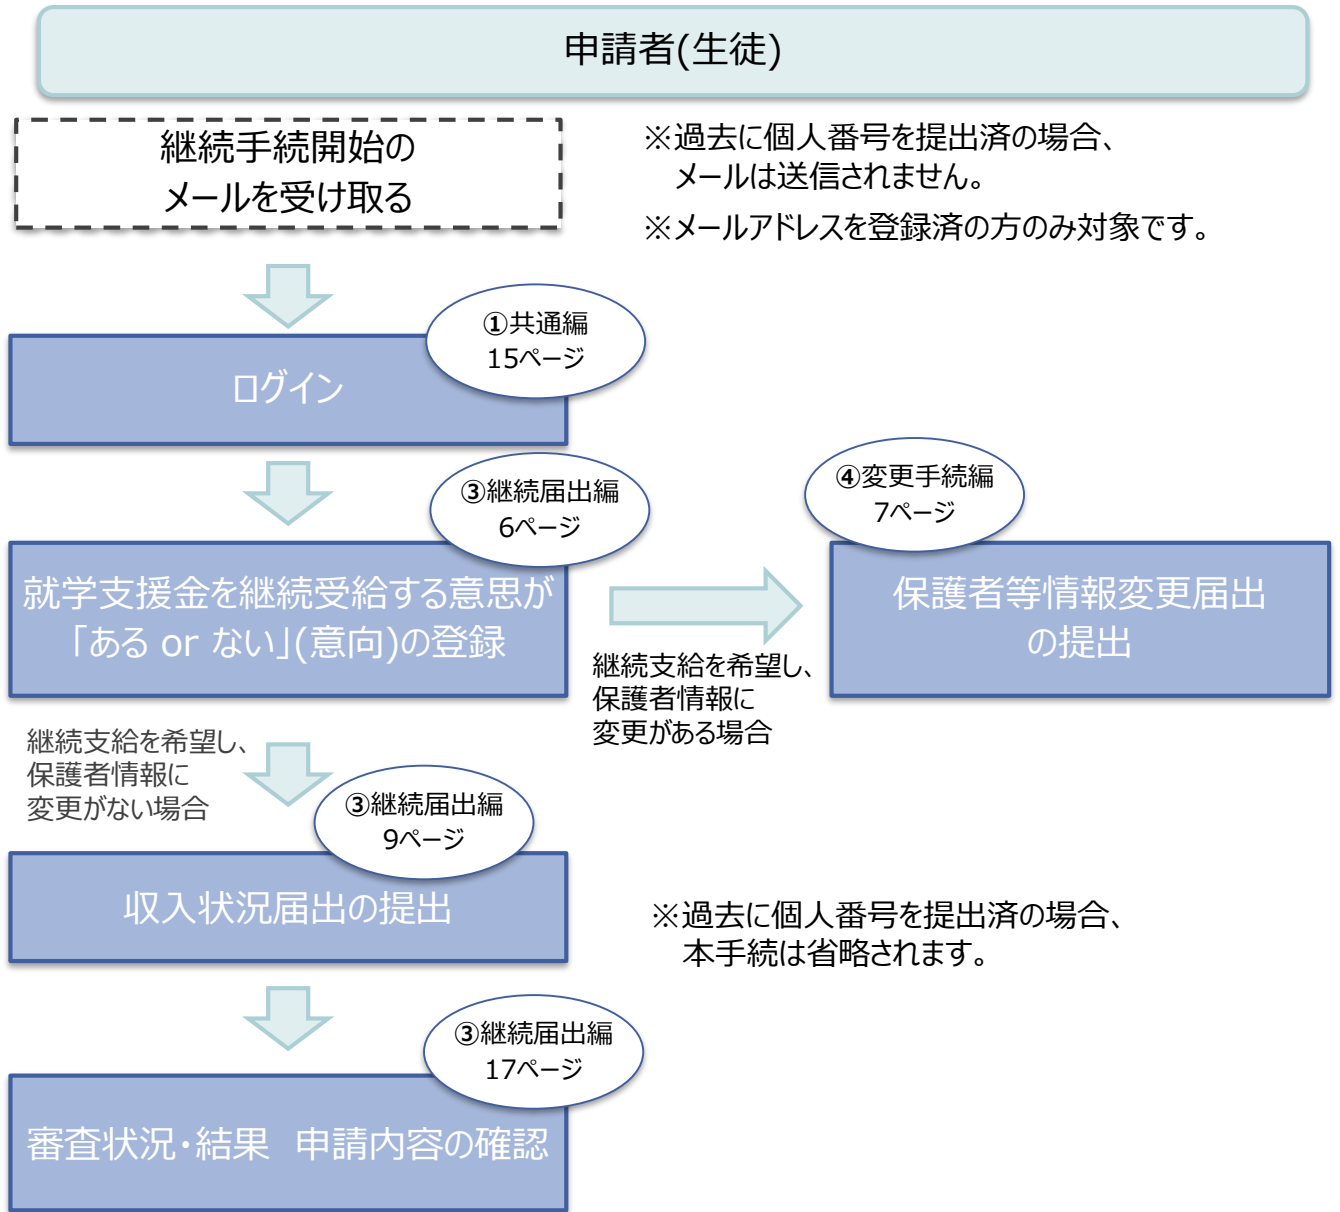 申請者(生徒)
継続手続開始の
メールを受け取る
※過去に個人番号を提出済の場合、
メールは送信されません。
※メールアドレスを登録済の方のみ対象です。
①共通編
15ページ
ログイン
③継続届出編
6ページ
④変更手続編
7ページ
就学支援金を継続受給する意思が
「ある or ない」(意向)の登録
保護者等情報変更届出
の提出
継続支給を希望し、
保護者情報に
変更がある場合
継続支給を希望し、
保護者情報に
変更がない場合
③継続届出編
9ページ
収入状況届出の提出
※過去に個人番号を提出済の場合、
本手続は省略されます。
③継続届出編
17ページ
審査状況・結果　申請内容の確認